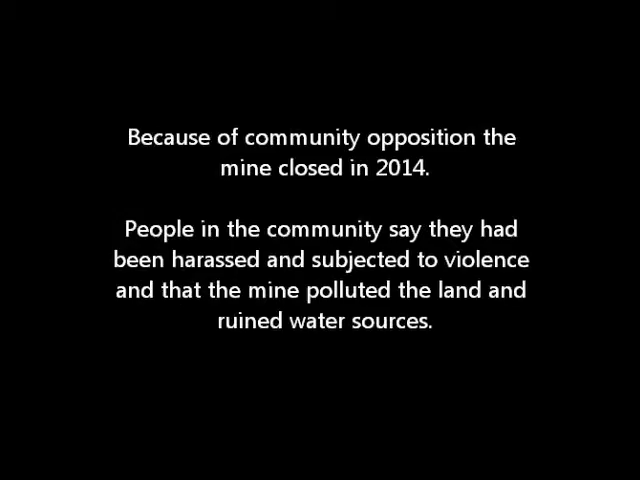 Because of community opposition the
mine closed in 2014.
People in the community say they had
been harassed and subjected to violence
and that the mine polluted the land and
ruined water sources.